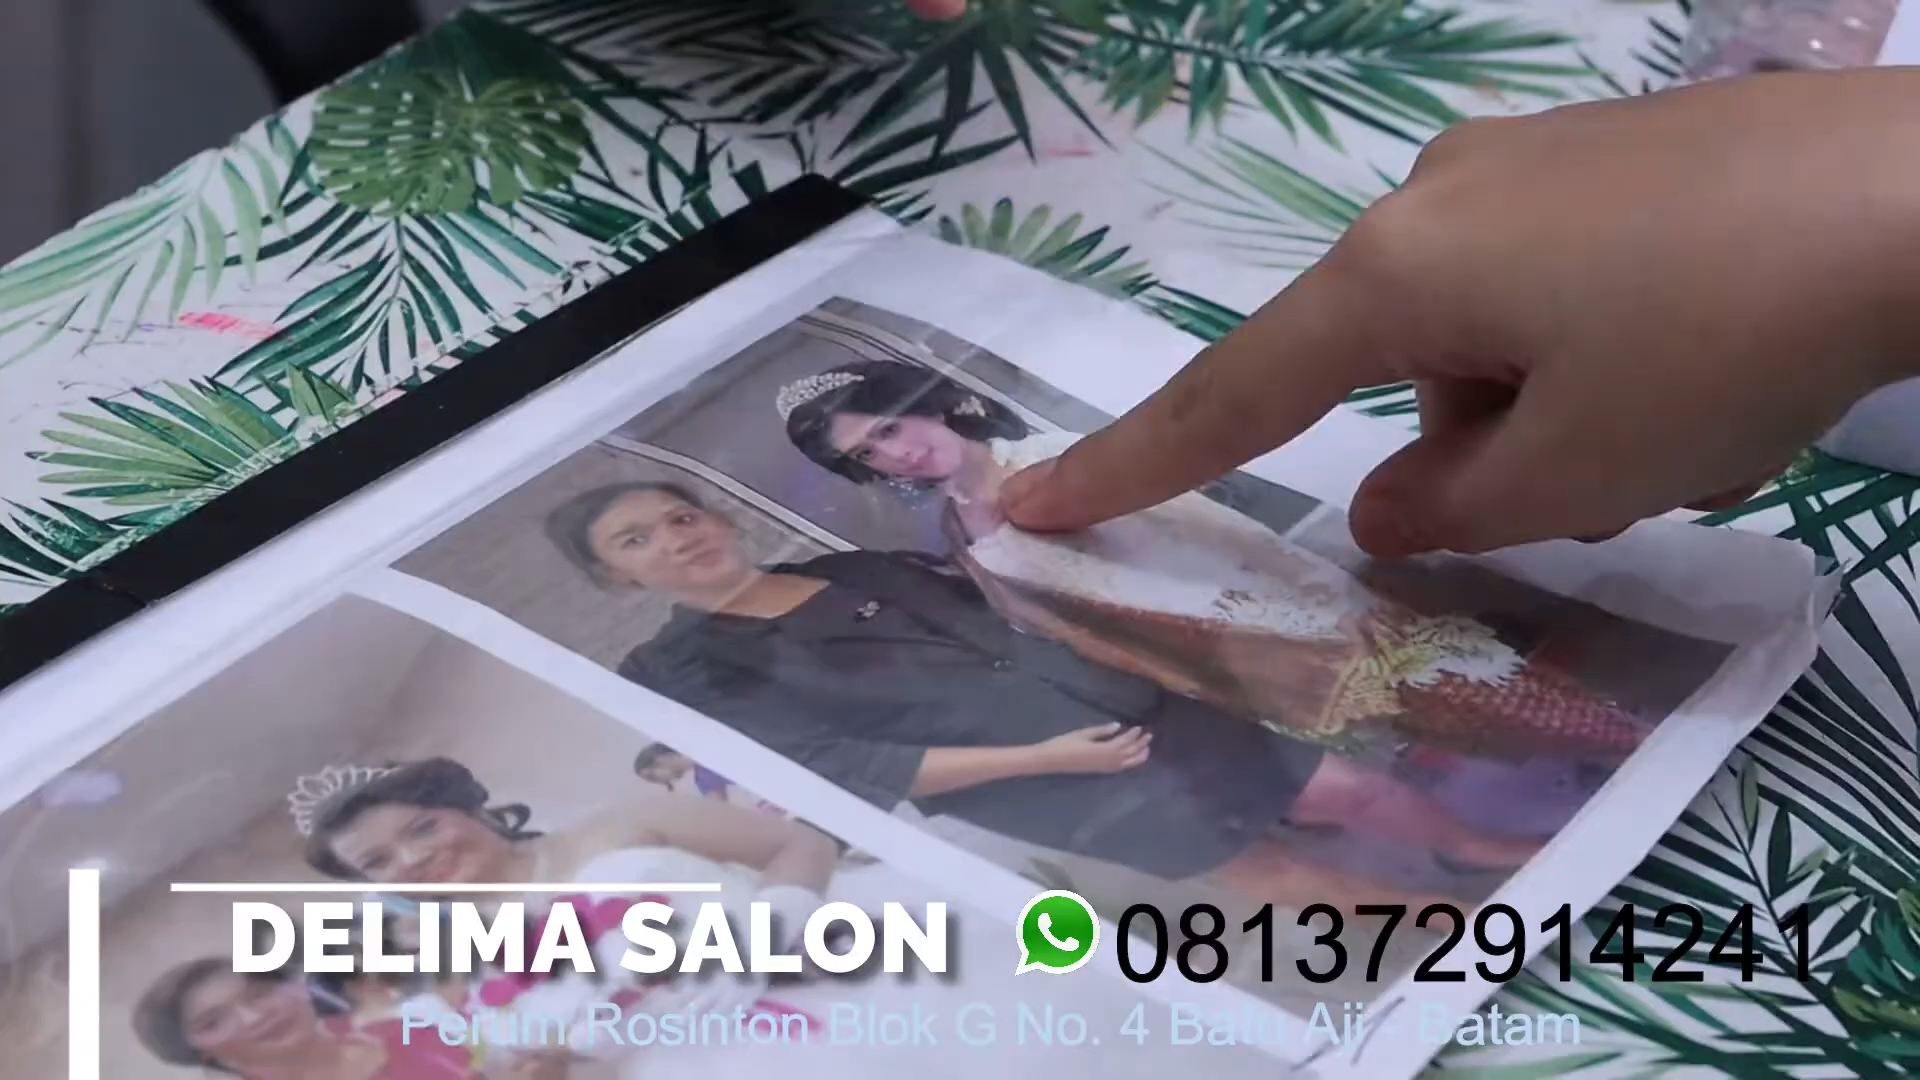 DELIMA SALON
081372914241
Perum Rosinton Blok G No. 4 Batu Aji - Batam